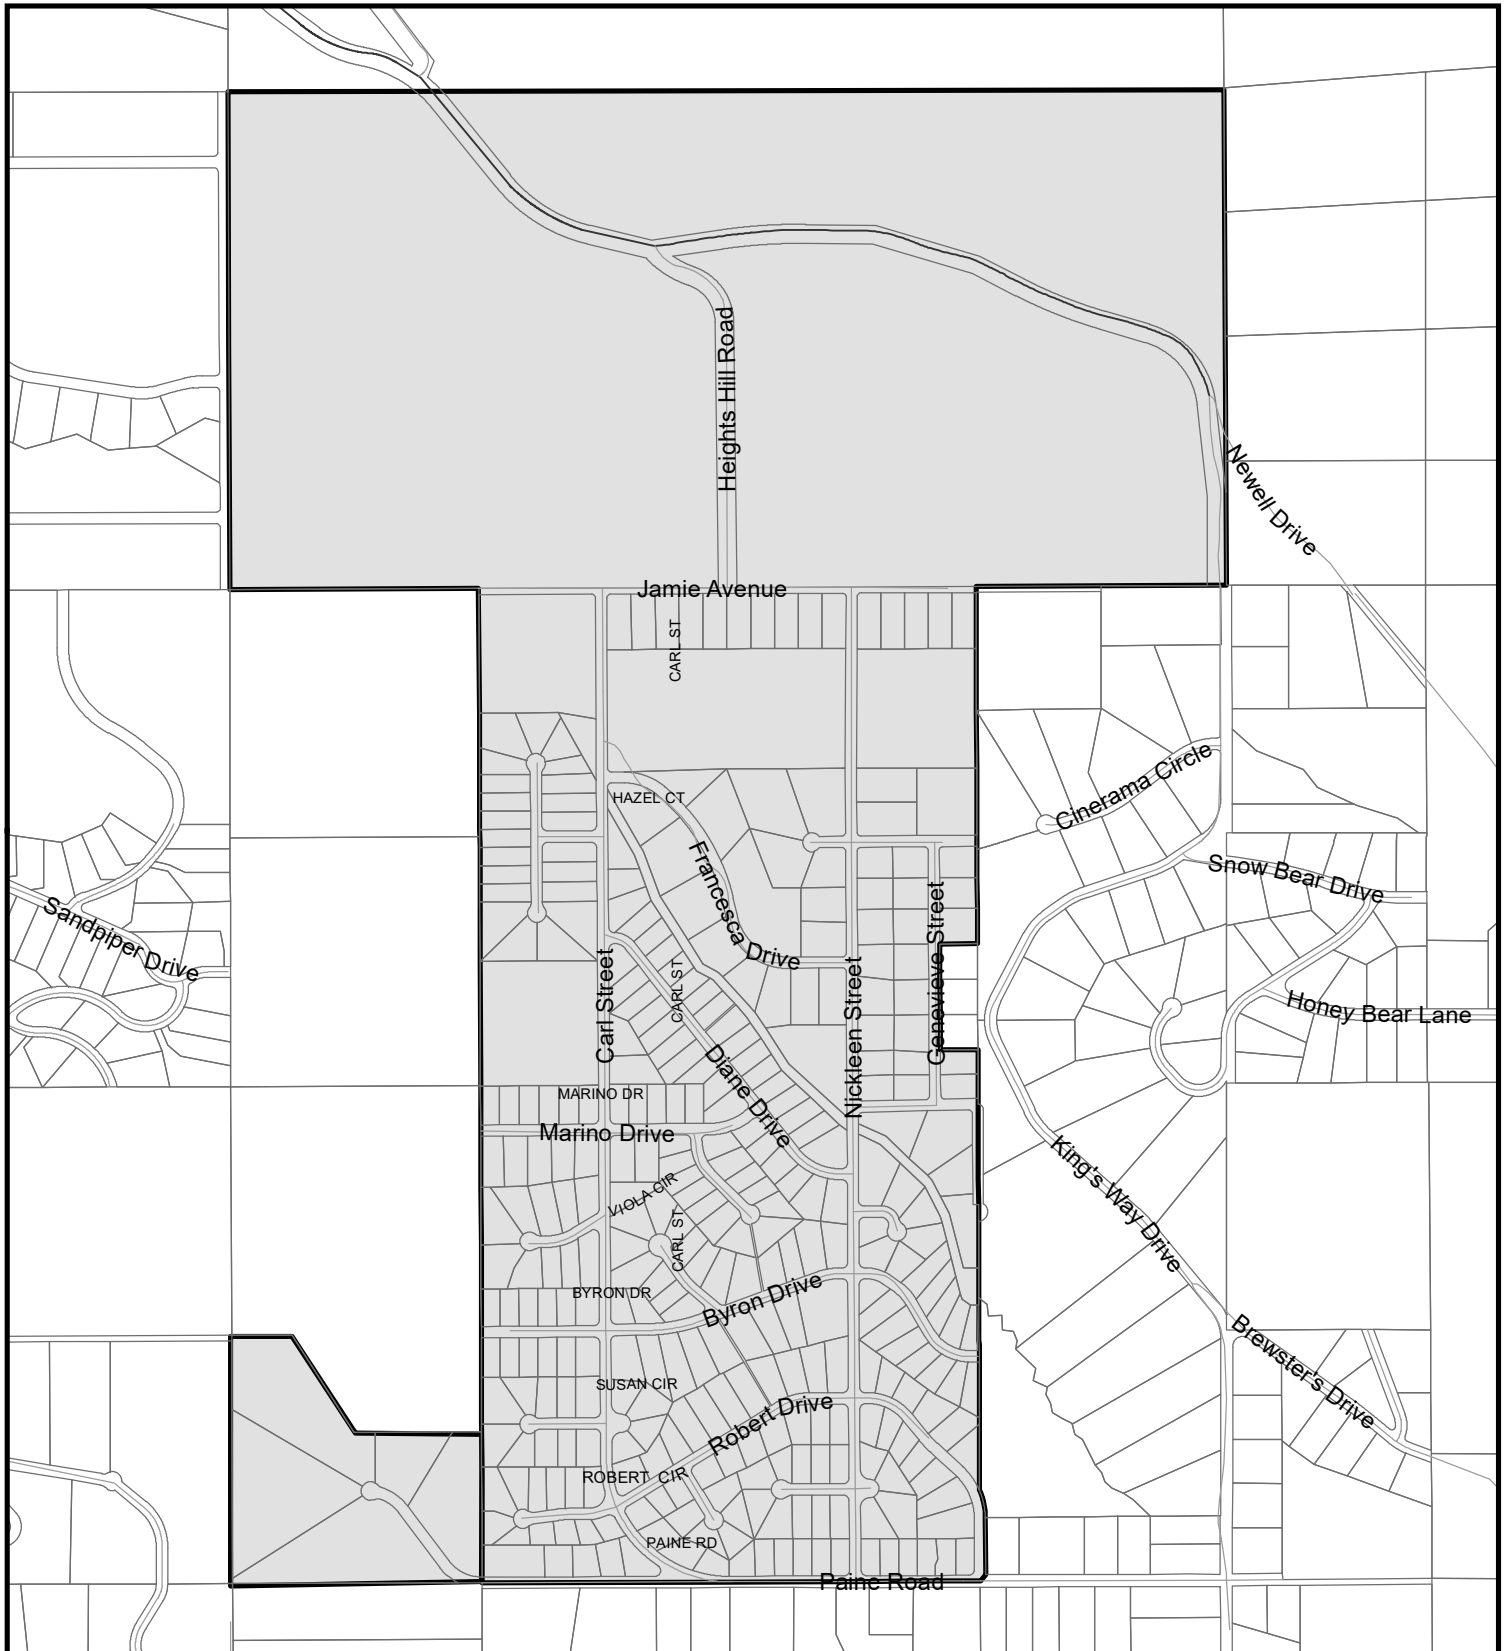 Heights Hill Road
Newell Drive
Jamie Avenue
CARL ST
Cinerama Circle
HAZEL CT
Francesca Drive
Snow Bear Drive
Sandpiper Drive
Genevieve Street
Carl Street
CARL ST
Nickleen Street
Honey Bear Lane
Diane Drive
MARINO DR
Marino Drive
King's Way Drive
VIOLA CIR
CARL ST
BYRON DR
Byron Drive
Brewster's Drive
SUSAN CIR
Robert Drive
ROBERT CIR
PAINE RD
Paine Road